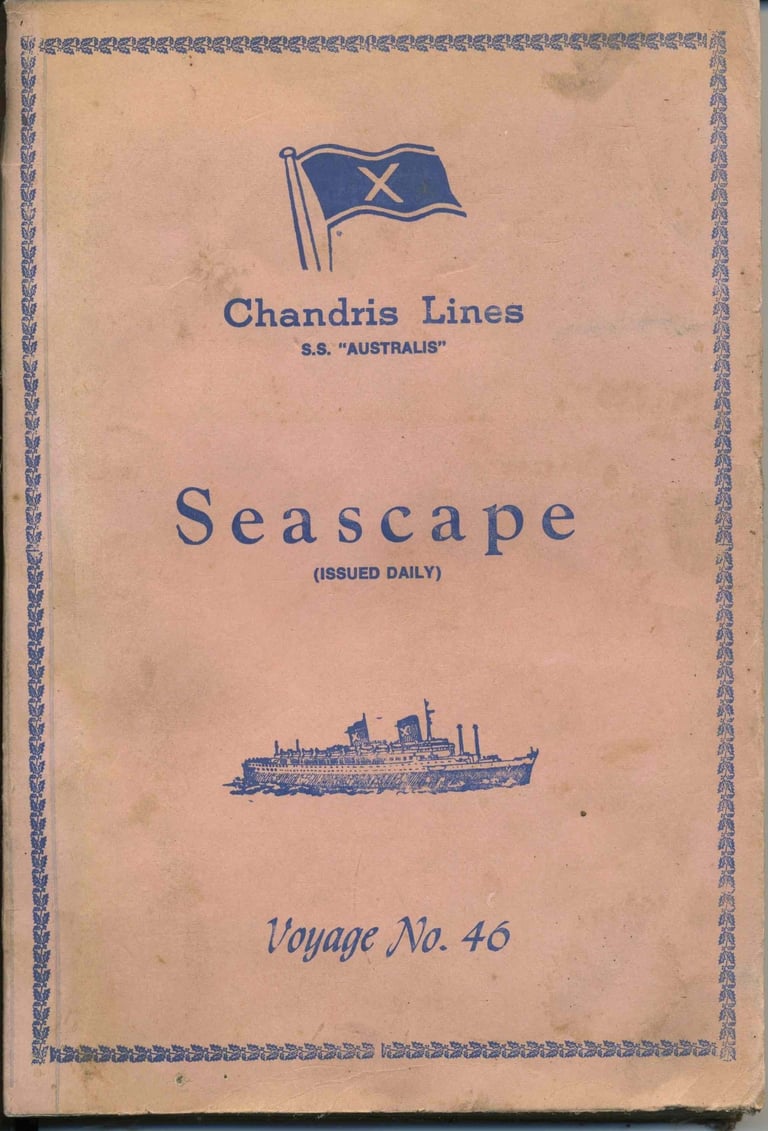 X
Chandris Lines
S.S. "AUSTRALIS"
Seascape
(ISSUED DAILY)
Voyage No. 46